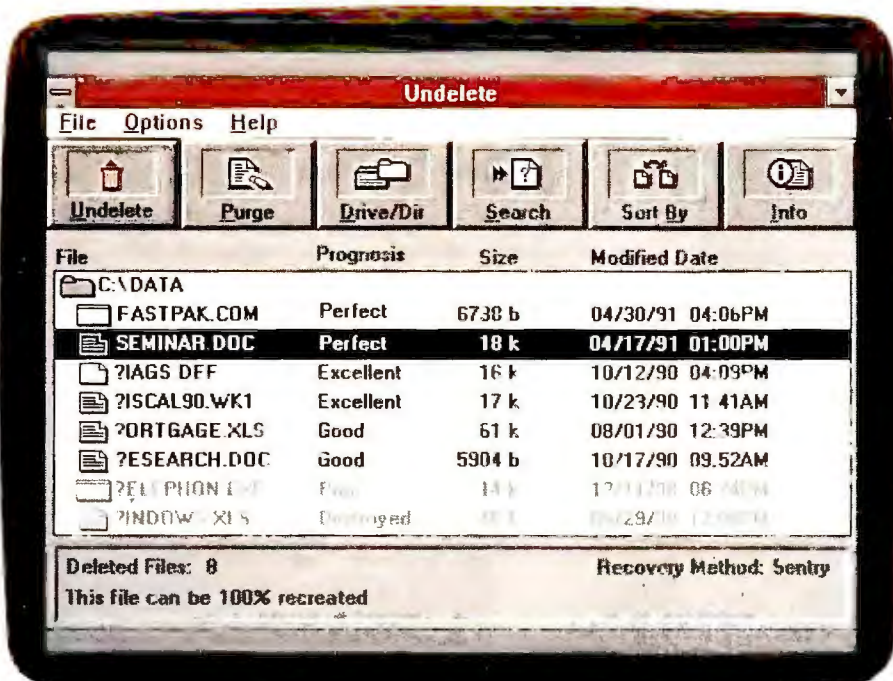 Undelete
File Options Help
Undelete Purge Drive/Dir Search Sort By Info
File Prognosis Size Modified Date
C:\DATA
FASTPAK.COM Perfect 6738 b 04/30/91 04:06PM
SEMINAR.DOC Perfect 18 k 04/17/91 01:00PM
?IAGS DFF Excellent 16 k 10/12/90 04:09PM
?ISCAL90.WK1 Excellent 17 k 10/23/90 11 41AM
?ORTGAGE.XLS Good 61 k 08/01/90 12:39PM
?ESEARCH.DOC Good 5904 b 10/17/90 09.52AM
Destroyed
Deleted Files: 8 Recovery Method: Sentry
This file can be 100% recreated